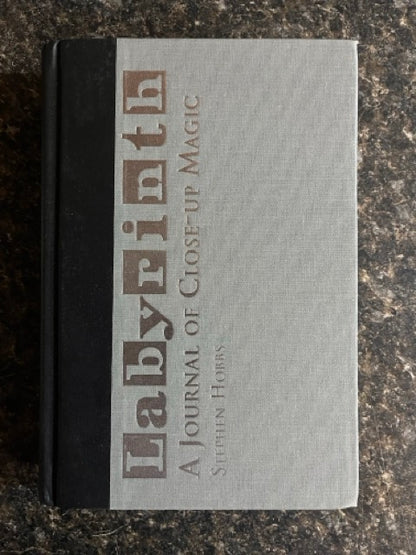 Labyrinth
A JOURNAL OF CLOSE-UP MAGIC
STEPHEN HOBBS